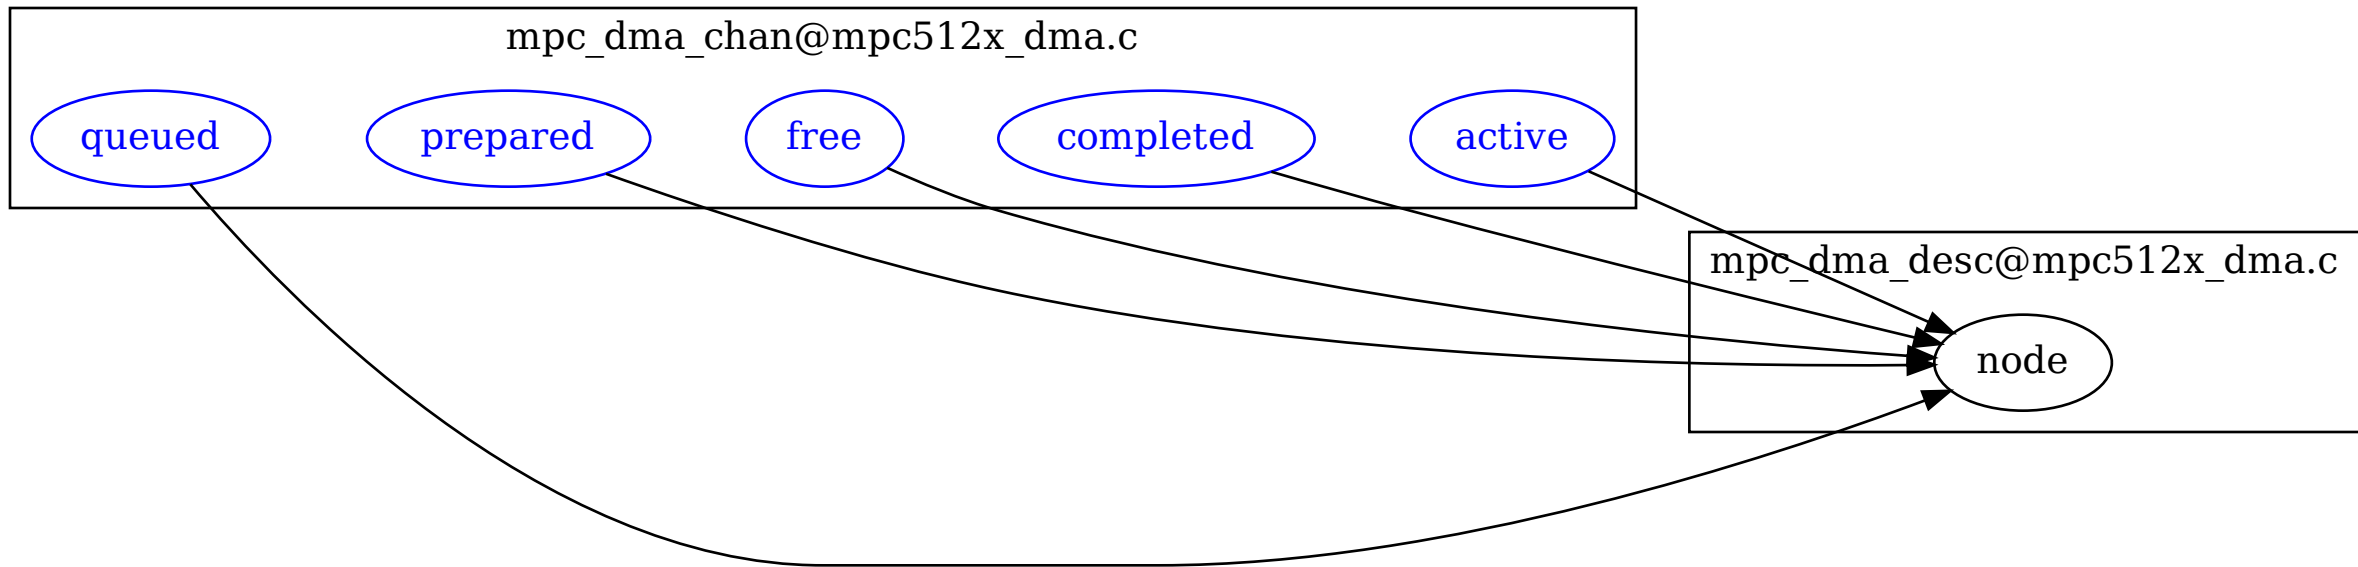 mpc_dma_chan@mpc512x_dma.c
queued prepared free completed active
mpc_dma_desc@mpc512x_dma.c
node